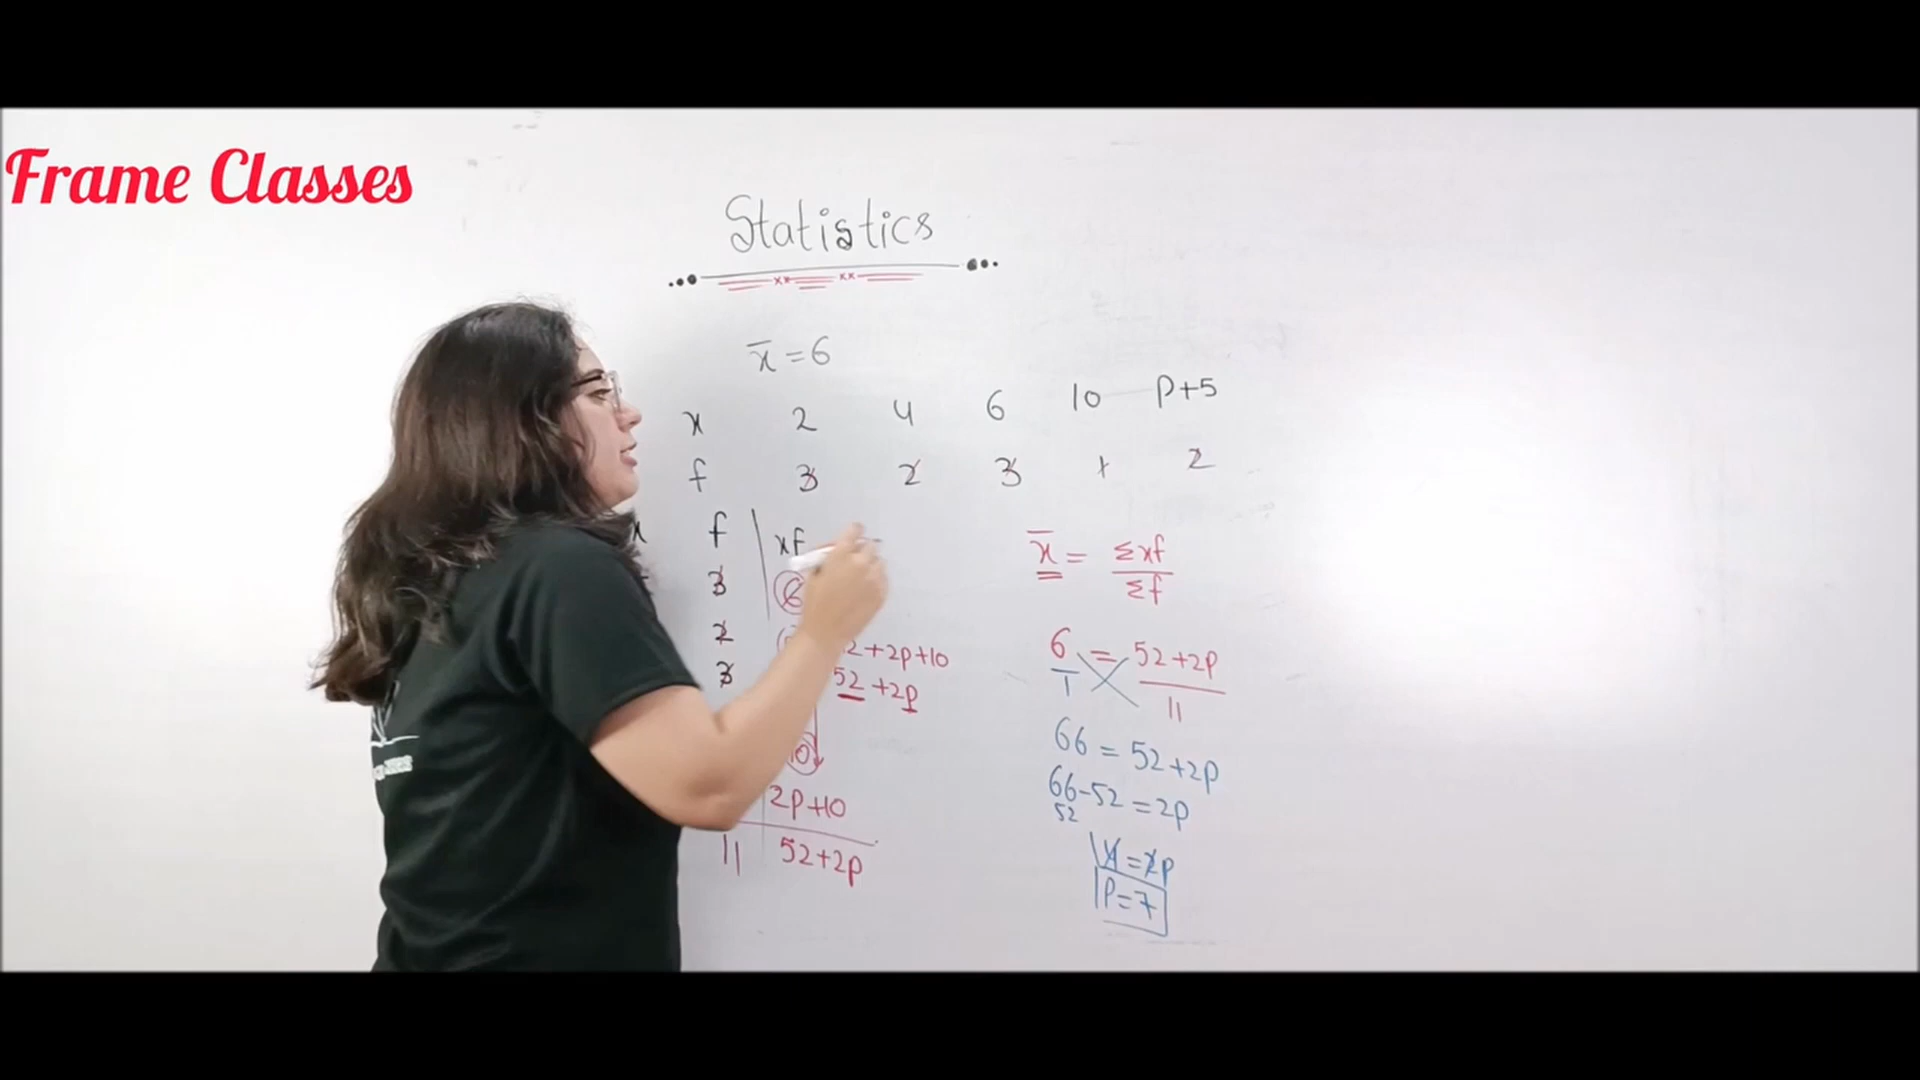 Frame Classes
Statistics
x̄ = 6
x 2 4 6 10 P+5
f 3 2 3 1 2
x f xf
3 6
2
3
2+2p+10
52+2p
10
2p+10
11 52+2p
x̄ = Σxf / Σf
6/1 = 52+2p / 11
66 = 52+2p
66-52 = 2p
52
14 = 2p
P=7